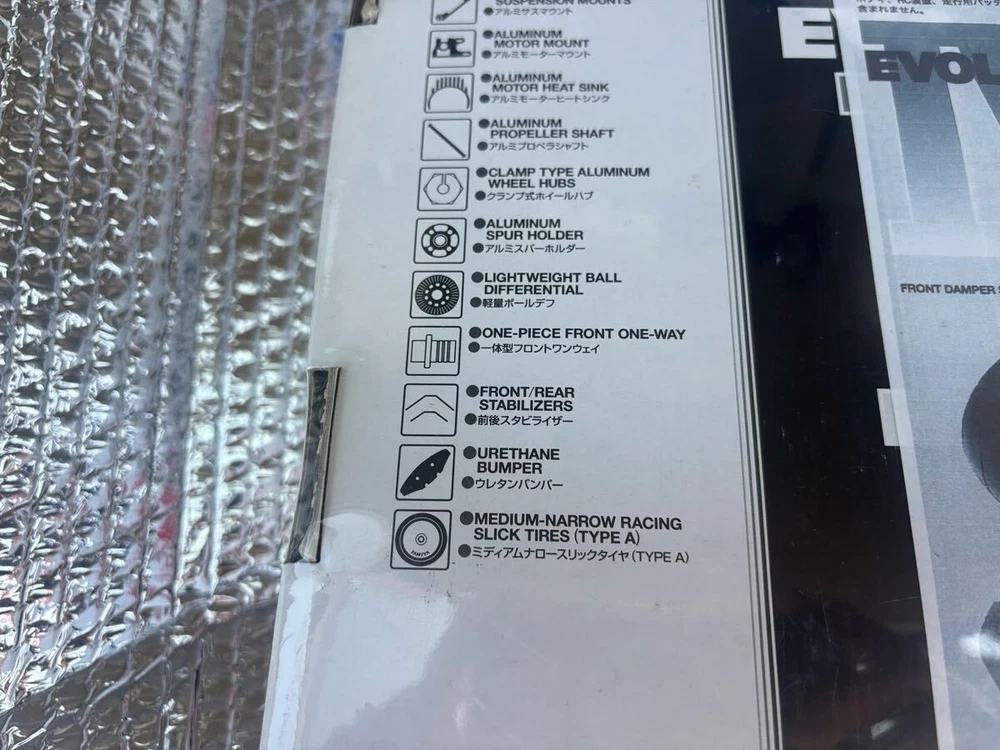 SUSPENSION MOUNTS
●アルミサスマウント
●ALUMINUM
MOTOR MOUNT
●アルミモーターマウント
●ALUMINUM
MOTOR HEAT SINK
●アルミモーターヒートシンク
●ALUMINUM
PROPELLER SHAFT
●アルミプロペラシャフト
●CLAMP TYPE ALUMINUM
WHEEL HUBS
●クランプ式ホイールハブ
●ALUMINUM
SPUR HOLDER
●アルミスパーホルダー
●LIGHTWEIGHT BALL
DIFFERENTIAL
●軽量ボールデフ
●ONE-PIECE FRONT ONE-WAY
●一体型フロントワンウェイ
●FRONT/REAR
STABILIZERS
●前後スタビライザー
●URETHANE
BUMPER
●ウレタンバンパー
TAMIYA
●MEDIUM-NARROW RACING
SLICK TIRES (TYPE A)
●ミディアムナロースリックタイヤ (TYPE A)
含まれません。
E
EVOL
FRONT DAMPER